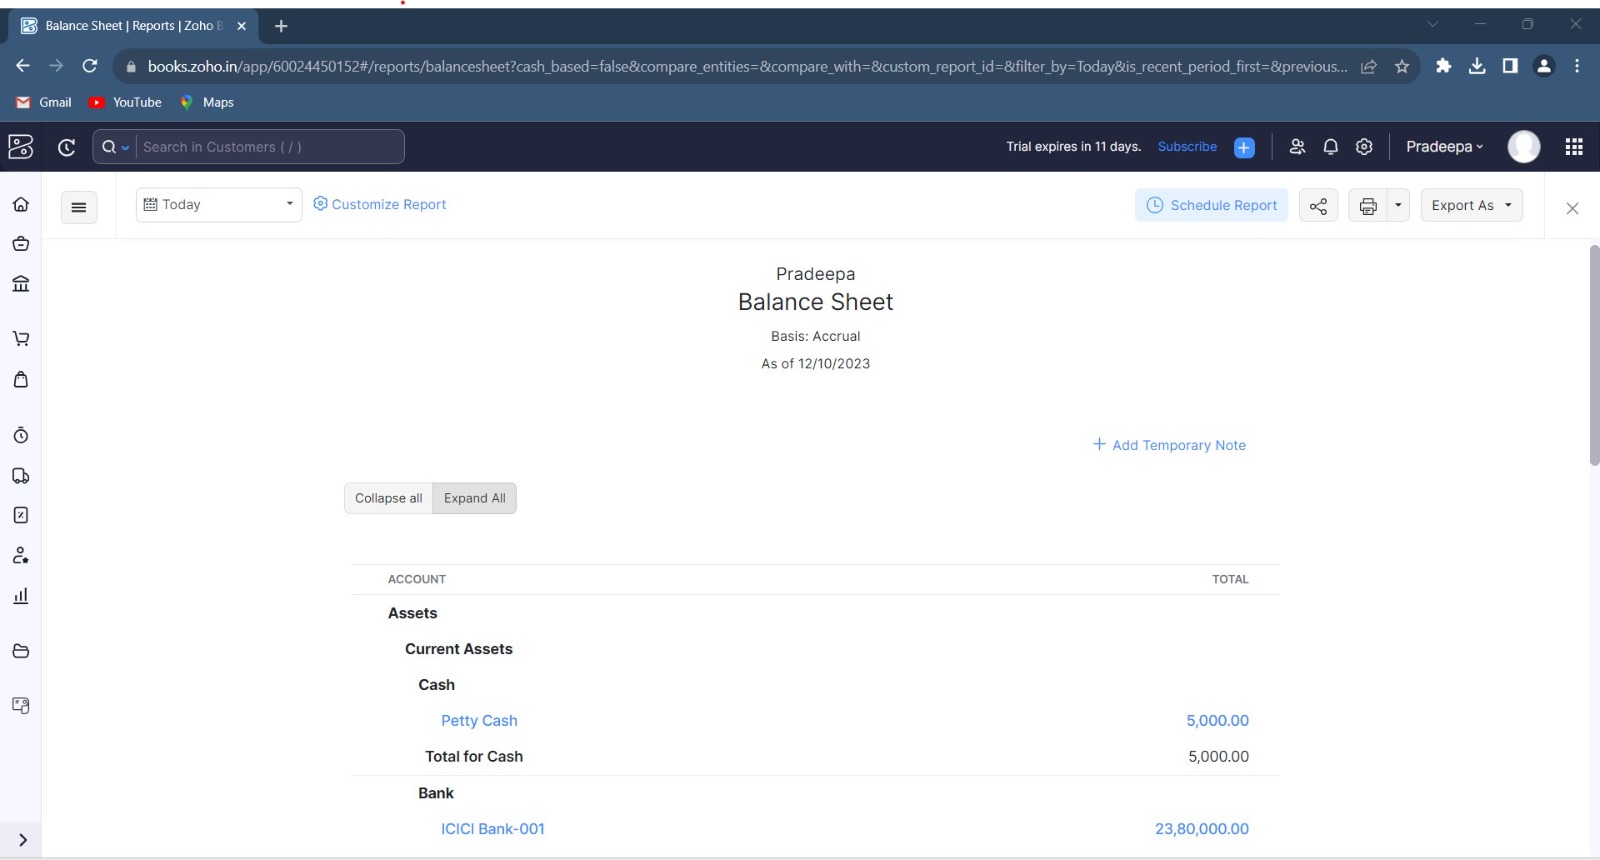 Balance Sheet | Reports | Zoho B
books.zoho.in/app/60024450152#/reports/balancesheet?cash_based=false&compare_entities=&compare_with=&custom_report_id=&filter_by=Today&is_recent_period_first=&previous...
Gmail YouTube Maps
Search in Customers ( / ) Trial expires in 11 days. Subscribe Pradeepa
Today Customize Report Schedule Report Export As
Pradeepa
Balance Sheet
Basis: Accrual
As of 12/10/2023
+ Add Temporary Note
Collapse all Expand All
ACCOUNT TOTAL
Assets
Current Assets
Cash
Petty Cash 5,000.00
Total for Cash 5,000.00
Bank
ICICI Bank-001 23,80,000.00